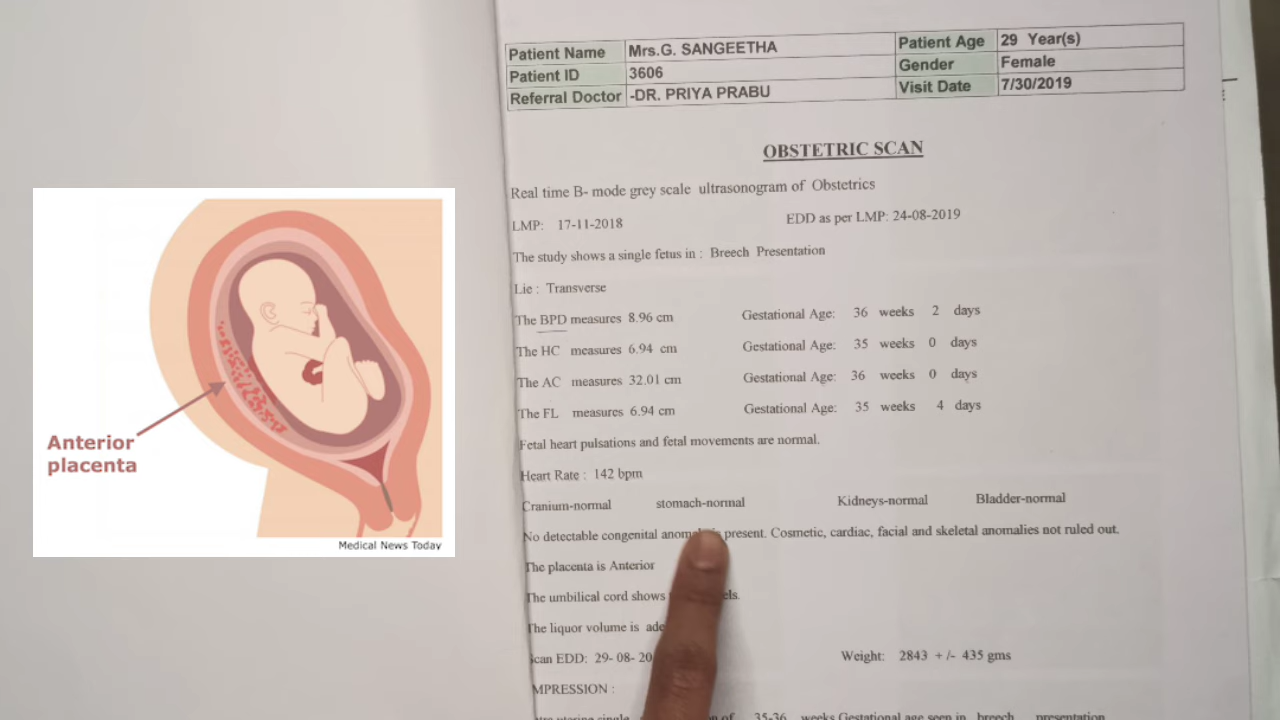 Patient Name Mrs.G. SANGEETHA Patient Age 29 Year(s)
Patient ID 3606 Gender Female
Referral Doctor -DR. PRIYA PRABU Visit Date 7/30/2019
OBSTETRIC SCAN
Real time B- mode grey scale ultrasonogram of Obstetrics
LMP: 17-11-2018 EDD as per LMP: 24-08-2019
The study shows a single fetus in : Breech Presentation
Lie : Transverse
The BPD measures 8.96 cm Gestational Age: 36 weeks 2 days
The HC measures 6.94 cm Gestational Age: 35 weeks 0 days
The AC measures 32.01 cm Gestational Age: 36 weeks 0 days
The FL measures 6.94 cm Gestational Age: 35 weeks 4 days
Fetal heart pulsations and fetal movements are normal.
Heart Rate : 142 bpm
Cranium-normal stomach-normal Kidneys-normal Bladder-normal
No detectable congenital present. Cosmetic, cardiac, facial and skeletal anomalies not ruled out.
The placenta is Anterior
The umbilical cord shows
The liquor volume is
Scan EDD: 29- 08- Weight: 2843 +/- 435 gms
MPRESSION :
35-36 weeks Gestational age seen in breech presentation
Anterior
placenta
Medical News Today